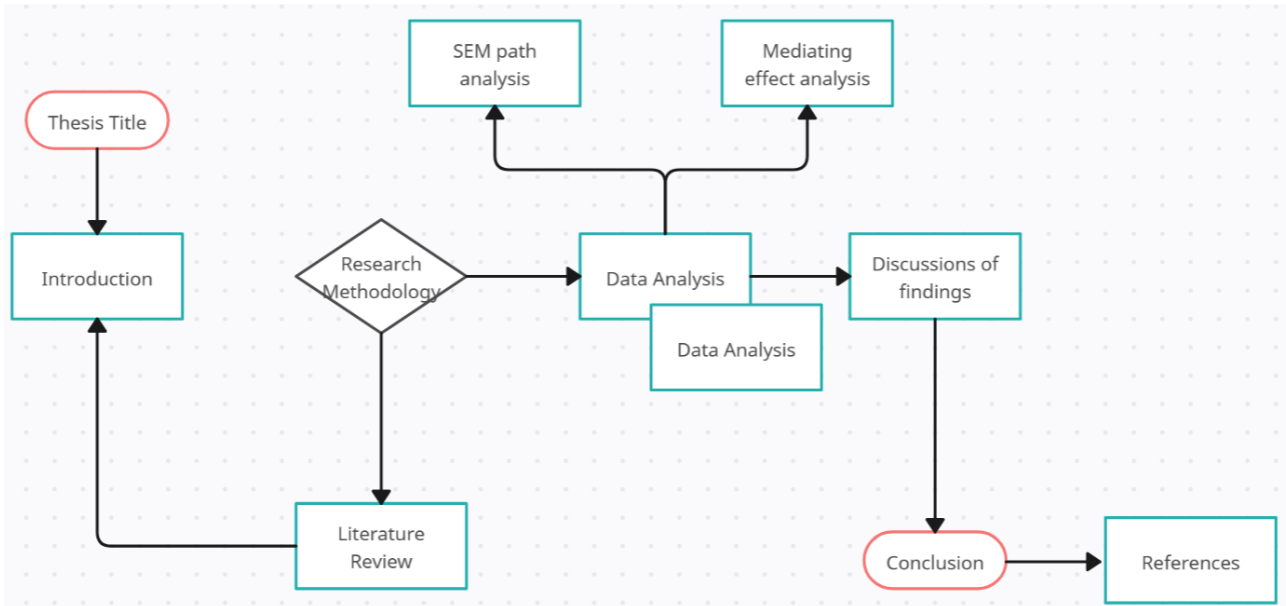 SEM path
analysis
Mediating
effect analysis
Thesis Title
Introduction
Research
Methodology
Data Analysis
Discussions of
findings
Data Analysis
Literature
Review
Conclusion
References